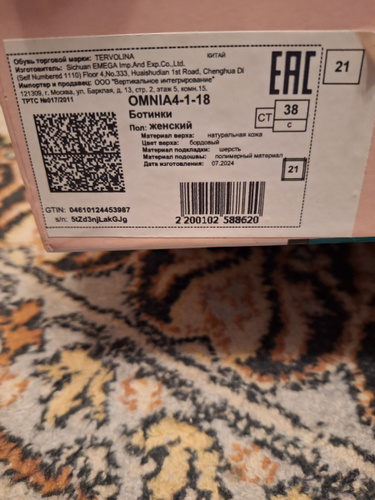 Обувь торговой марки: TERVOLINA КИТАЙ
Изготовитель: Sichuan EMEGA Imp.And Exp.Co.,Ltd.
(Self Numbered 1110) Floor 4,No.333, Huaishudian 1st Road, Chenghua Di
Импортер и продавец: ООО "Вертикальное интегрирование"
121309, г. Москва, ул. Барклая, д. 13, стр. 2, этаж 5, комн.15.
ТРТС №017/2011
EAC
21
OMNIA4-1-18
Ботинки
Пол: женский
СТ 38
с
Материал верха: натуральная кожа
Цвет верха: бордовый
Материал подкладки: шерсть
Материал подошвы: полимерный материал
Дата изготовления: 07.2024
21
2 200102 588620
GTIN: 04610124453987
s/n: 5tZd3njLakGJg